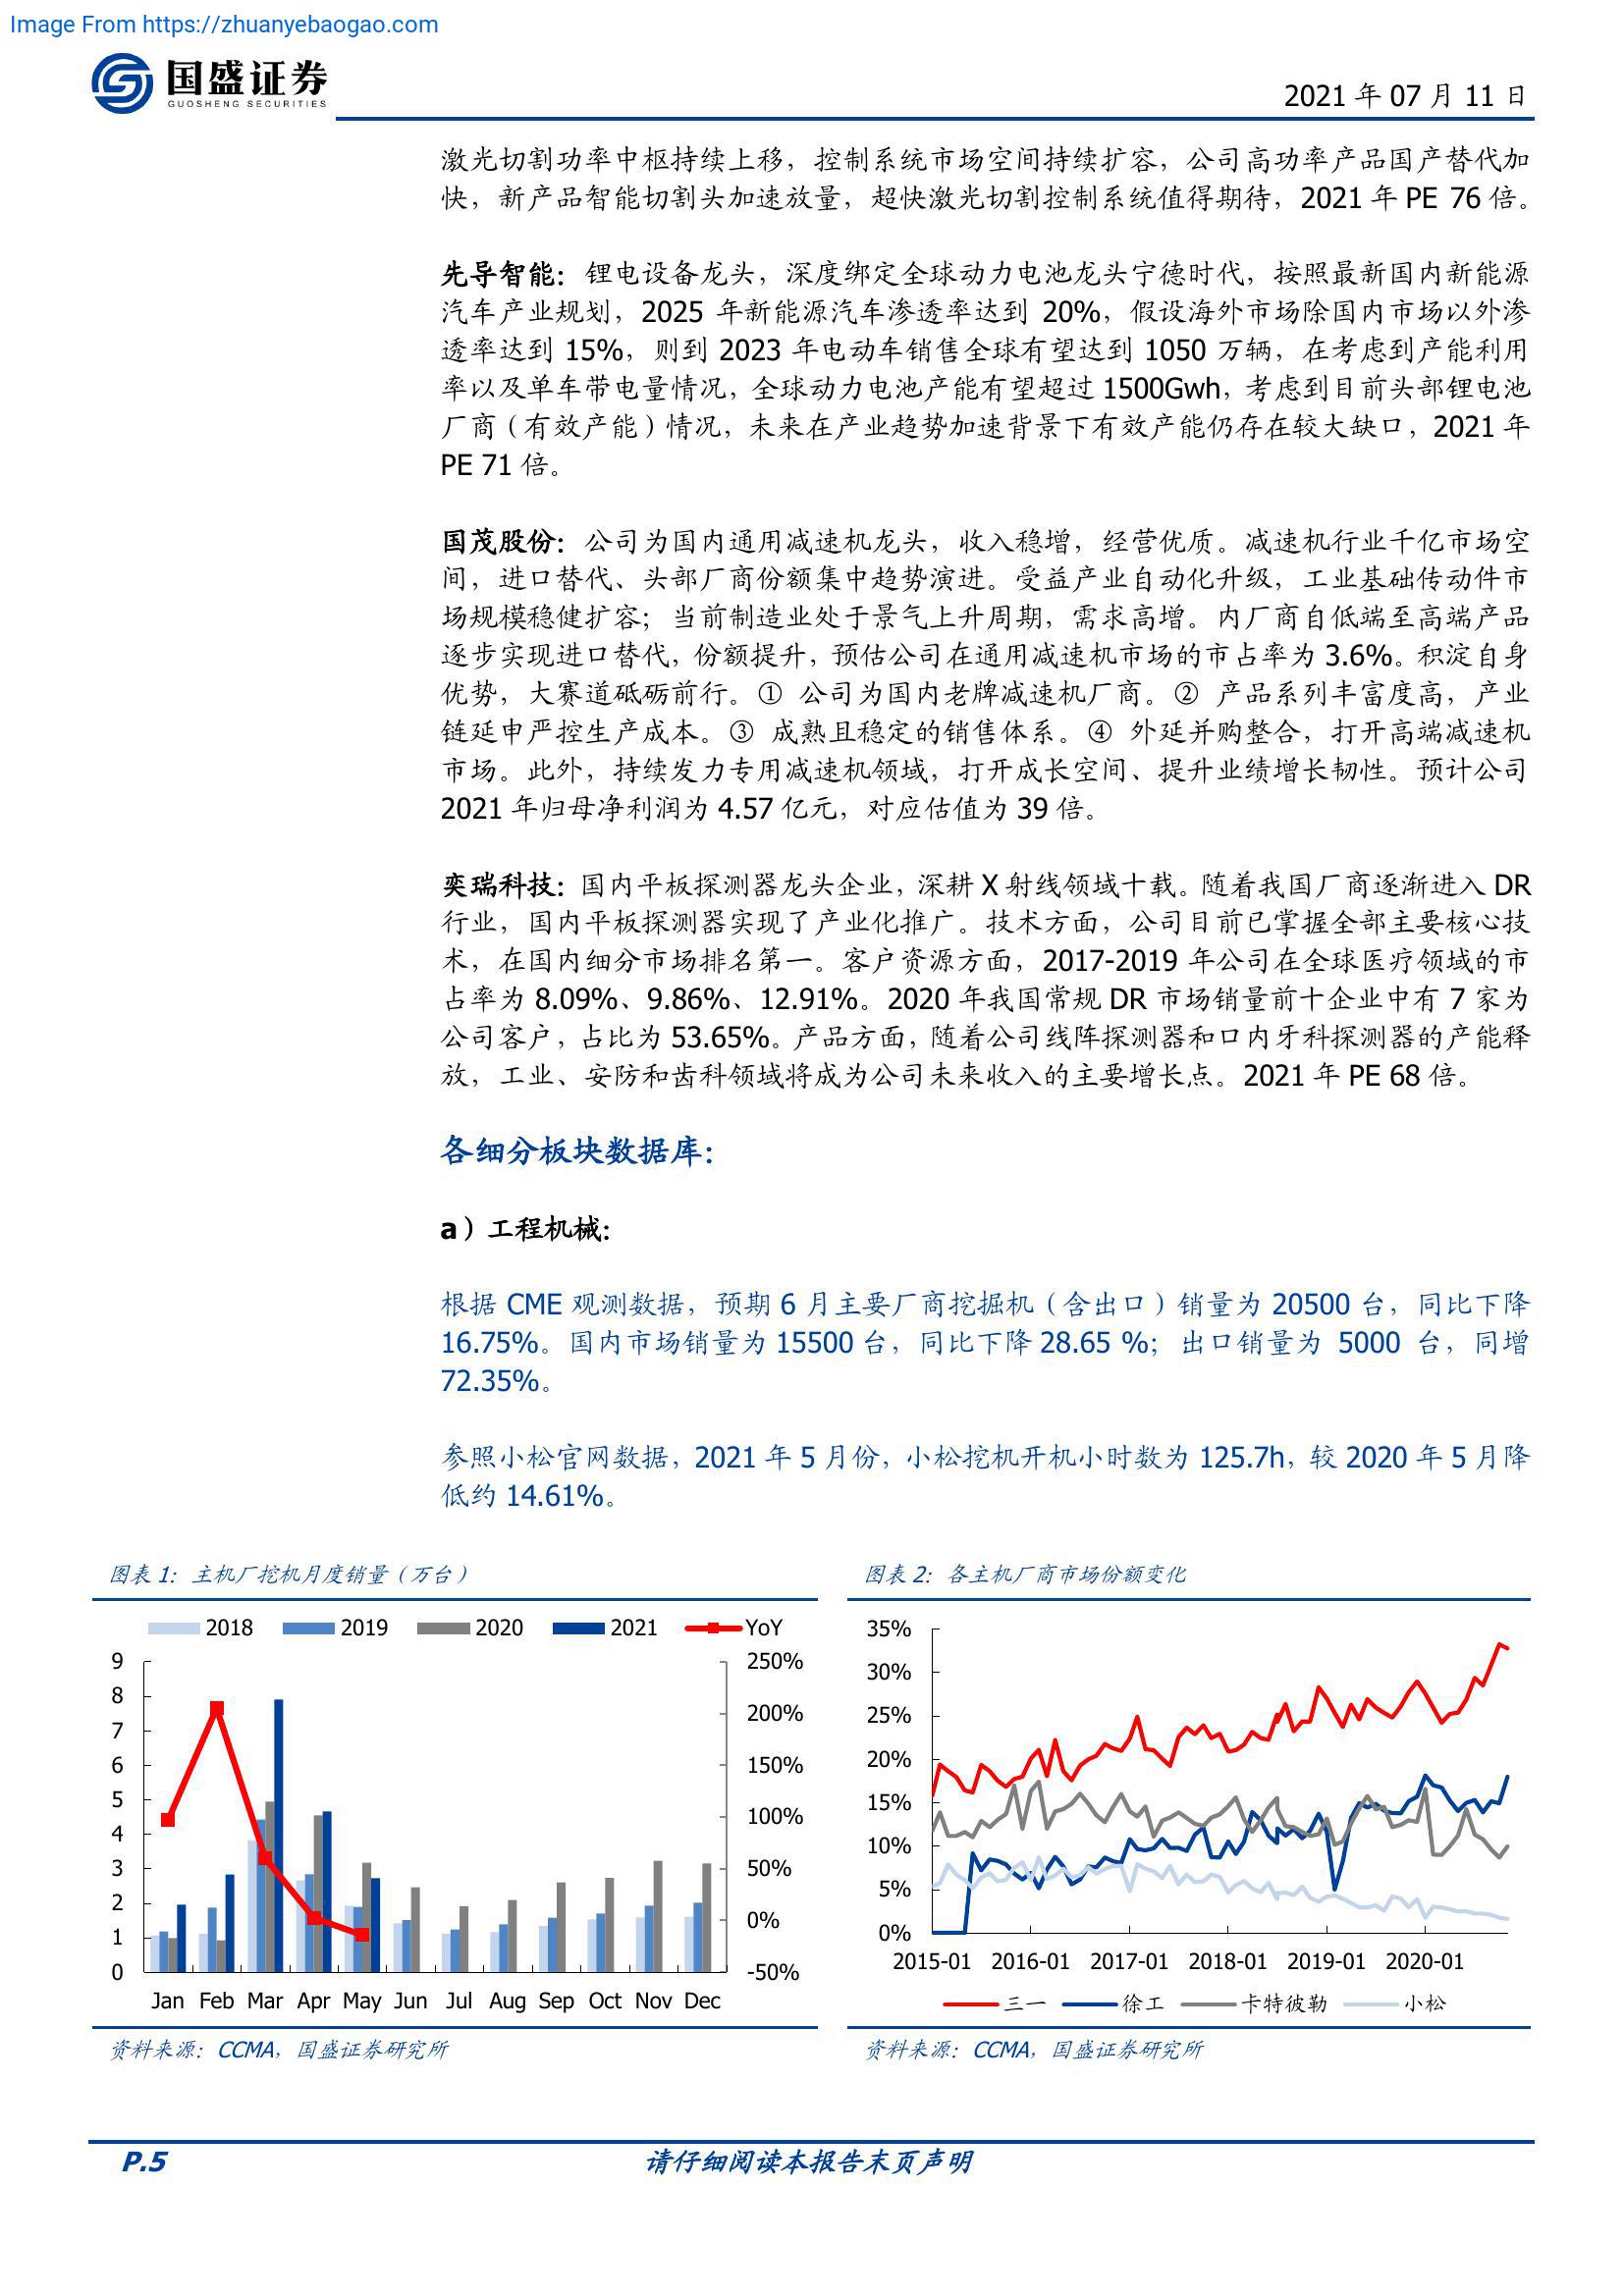 Image From https://zhuanyebaogao.com
国盛证券
GUOSHENG SECURITIES
2021 年 07 月 11 日
激光切割功率中枢持续上移，控制系统市场空间持续扩容，公司高功率产品国产替代加
快，新产品智能切割头加速放量，超快激光切割控制系统值得期待，2021 年 PE 76 倍。
先导智能：锂电设备龙头，深度绑定全球动力电池龙头宁德时代，按照最新国内新能源
汽车产业规划，2025 年新能源汽车渗透率达到 20%，假设海外市场除国内市场以外渗
透率达到 15%，则到 2023 年电动车销售全球有望达到 1050 万辆，在考虑到产能利用
率以及单车带电量情况，全球动力电池产能有望超过 1500Gwh，考虑到目前头部锂电池
厂商（有效产能）情况，未来在产业趋势加速背景下有效产能仍存在较大缺口，2021 年
PE 71 倍。
国茂股份：公司为国内通用减速机龙头，收入稳增，经营优质。减速机行业千亿市场空
间，进口替代、头部厂商份额集中趋势演进。受益产业自动化升级，工业基础传动件市
场规模稳健扩容；当前制造业处于景气上升周期，需求高增。内厂商自低端至高端产品
逐步实现进口替代，份额提升，预估公司在通用减速机市场的市占率为 3.6%。积淀自身
优势，大赛道砥砺前行。① 公司为国内老牌减速机厂商。② 产品系列丰富度高，产业
链延申严控生产成本。③ 成熟且稳定的销售体系。④ 外延并购整合，打开高端减速机
市场。此外，持续发力专用减速机领域，打开成长空间、提升业绩增长韧性。预计公司
2021 年归母净利润为 4.57 亿元，对应估值为 39 倍。
奕瑞科技：国内平板探测器龙头企业，深耕 X 射线领域十载。随着我国厂商逐渐进入 DR
行业，国内平板探测器实现了产业化推广。技术方面，公司目前已掌握全部主要核心技
术，在国内细分市场排名第一。客户资源方面，2017-2019 年公司在全球医疗领域的市
占率为 8.09%、9.86%、12.91%。2020 年我国常规 DR 市场销量前十企业中有 7 家为
公司客户，占比为 53.65%。产品方面，随着公司线阵探测器和口内牙科探测器的产能释
放，工业、安防和齿科领域将成为公司未来收入的主要增长点。2021 年 PE 68 倍。
各细分板块数据库：
a）工程机械：
根据 CME 观测数据，预期 6 月主要厂商挖掘机（含出口）销量为 20500 台，同比下降
16.75%。国内市场销量为 15500 台，同比下降 28.65 %；出口销量为 5000 台，同增
72.35%。
参照小松官网数据，2021 年 5 月份，小松挖机开机小时数为 125.7h，较 2020 年 5 月降
低约 14.61%。
图表 1：主机厂挖机月度销量（万台）
2018 2019 2020 2021 YoY
9 250%
8 200%
7
6 150%
5
4 100%
3 50%
2
1 0%
0 -50%
Jan Feb Mar Apr May Jun Jul Aug Sep Oct Nov Dec
资料来源：CCMA，国盛证券研究所
图表 2：各主机厂商市场份额变化
35%
30%
25%
20%
15%
10%
5%
0%
2015-01 2016-01 2017-01 2018-01 2019-01 2020-01
三一 徐工 卡特彼勒 小松
资料来源：CCMA，国盛证券研究所
P.5 请仔细阅读本报告末页声明